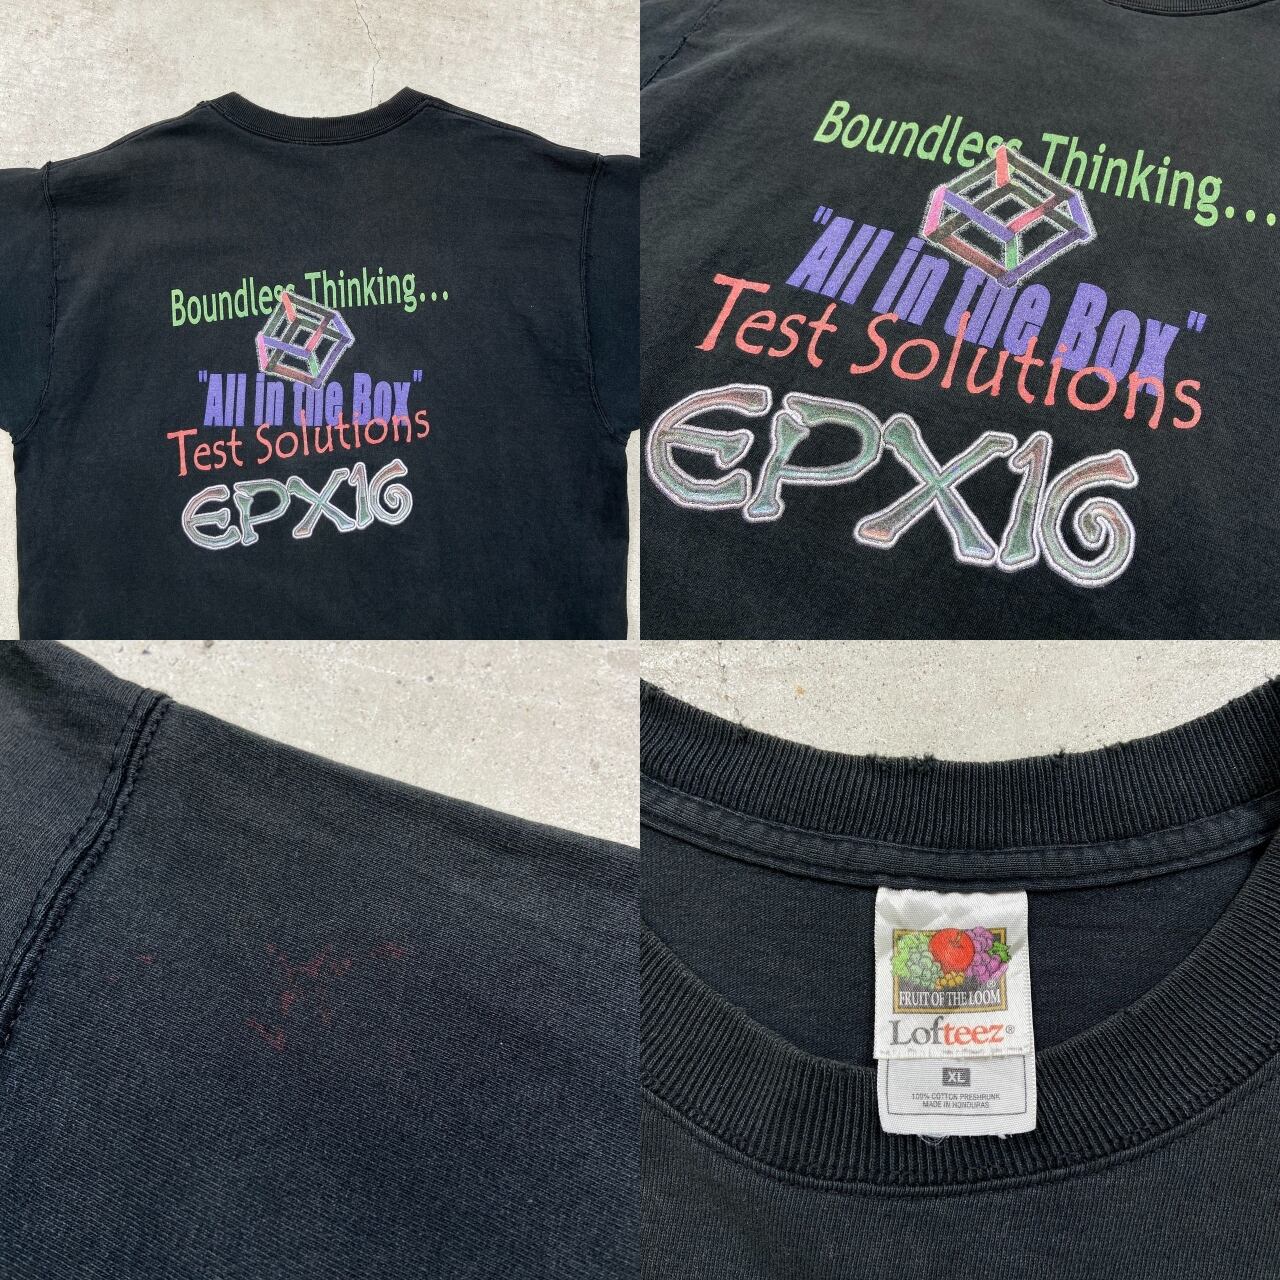 Boundless Thinking...
"All in the Box"
Test Solutions
EPX16
Boundless Thinking...
"All in the Box"
Test Solutions
EPX16
FRUIT OF THE LOOM
®
Lofteez®
XL
100% COTTON PRESHRUNK
MADE IN HONDURAS